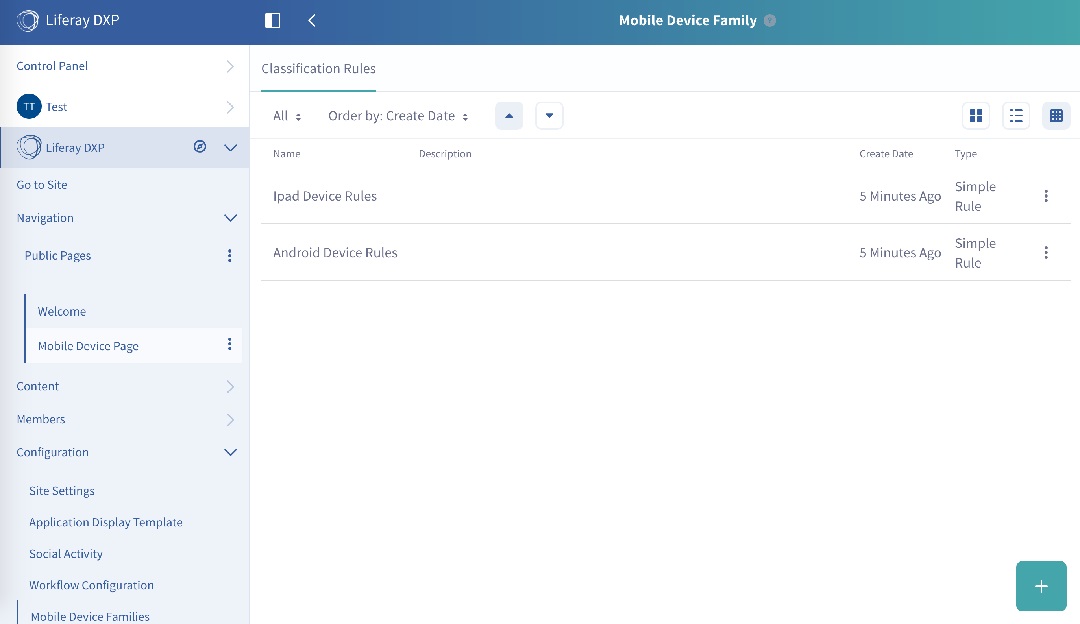 Liferay DXP
Mobile Device Family
Control Panel
TT Test
Liferay DXP
Go to Site
Navigation
Public Pages
Welcome
Mobile Device Page
Content
Members
Configuration
Site Settings
Application Display Template
Social Activity
Workflow Configuration
Mobile Device Families
Classification Rules
All Order by: Create Date
Name Description Create Date Type
Ipad Device Rules 5 Minutes Ago Simple
Rule
Android Device Rules 5 Minutes Ago Simple
Rule